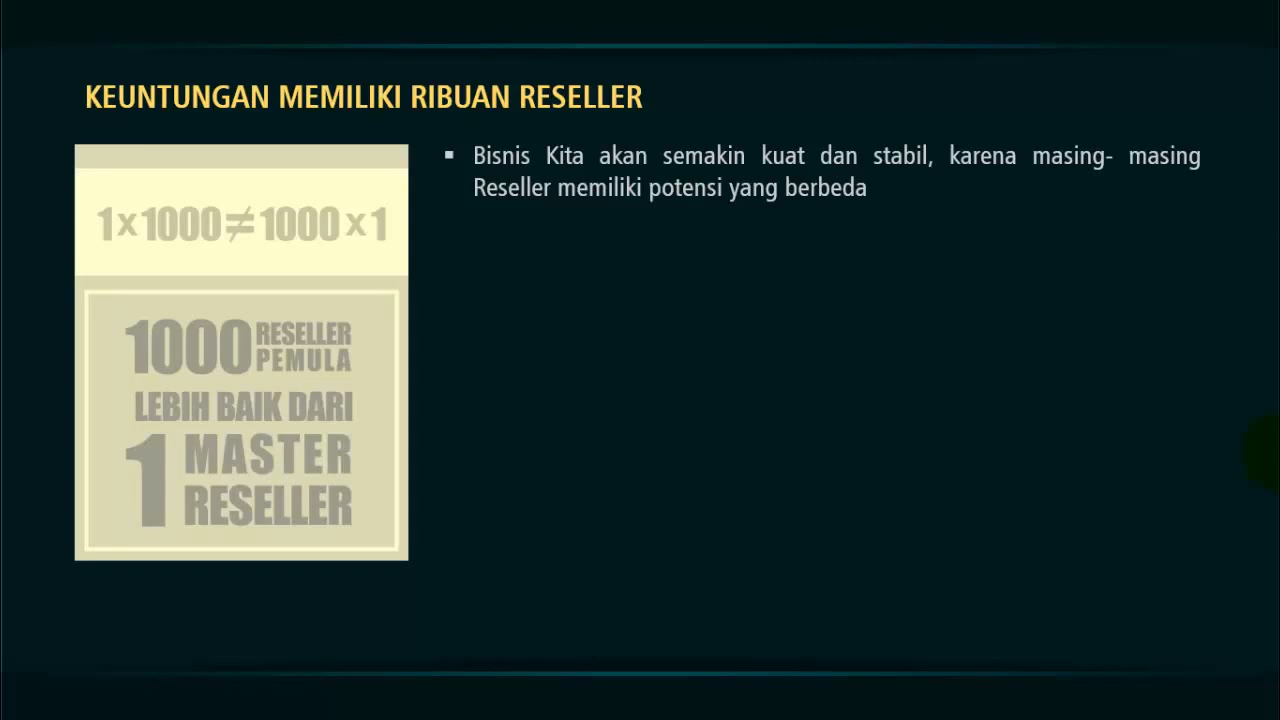 KEUNTUNGAN MEMILIKI RIBUAN RESELLER
1x1000≠1000x1
1000 RESELLER PEMULA
LEBIH BAIK DARI
1 MASTER RESELLER
▪ Bisnis Kita akan semakin kuat dan stabil, karena masing- masing
Reseller memiliki potensi yang berbeda